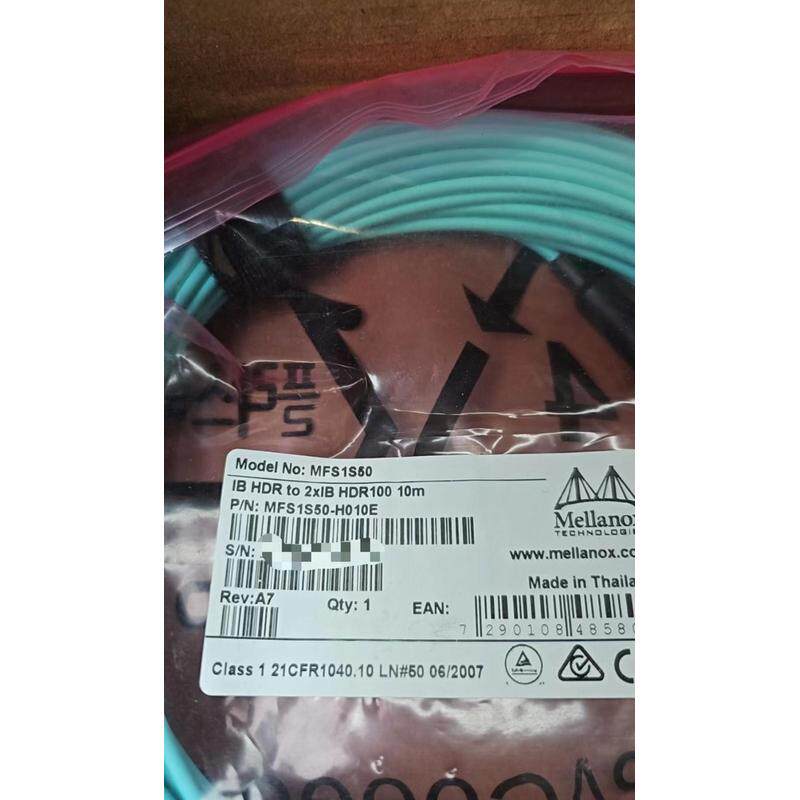 Model No: MFS1S50
IB HDR to 2xIB HDR100 10m
P/N: MFS1S50-H010E
Mellanox
TECHNOLOGIES
www.mellanox.co
S/N:
Made in Thaila
Rev:A7
Qty: 1
EAN:
7 290108 48580
Class 1 21CFR1040.10 LN#50 06/2007